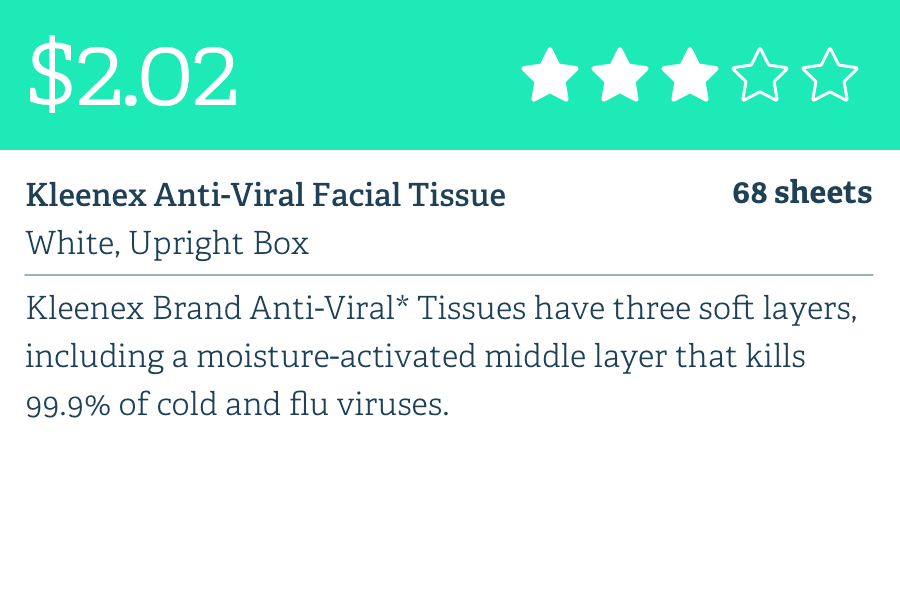 $2.02
Kleenex Anti-Viral Facial Tissue
68 sheets
White, Upright Box
Kleenex Brand Anti-Viral* Tissues have three soft layers,
including a moisture-activated middle layer that kills
99.9% of cold and flu viruses.